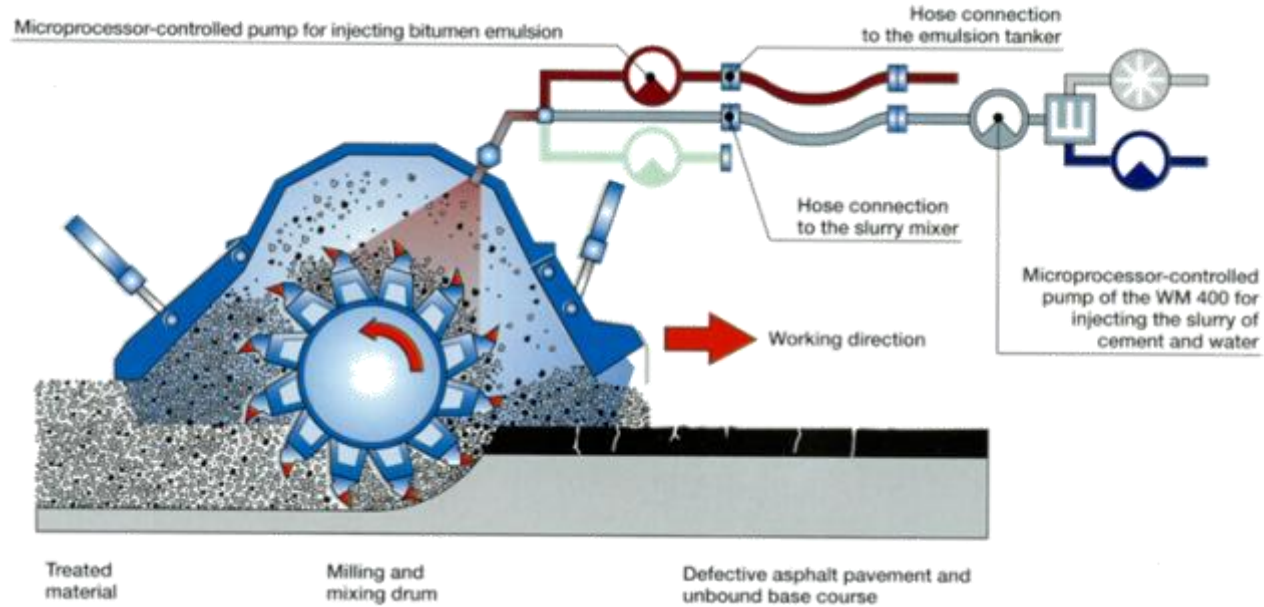 Microprocessor-controlled pump for injecting bitumen emulsion
Hose connection
to the emulsion tanker
Hose connection
to the slurry mixer
Microprocessor-controlled
pump of the WM 400 for
injecting the slurry of
cement and water
Working direction
Treated
material
Milling and
mixing drum
Defective asphalt pavement and
unbound base course